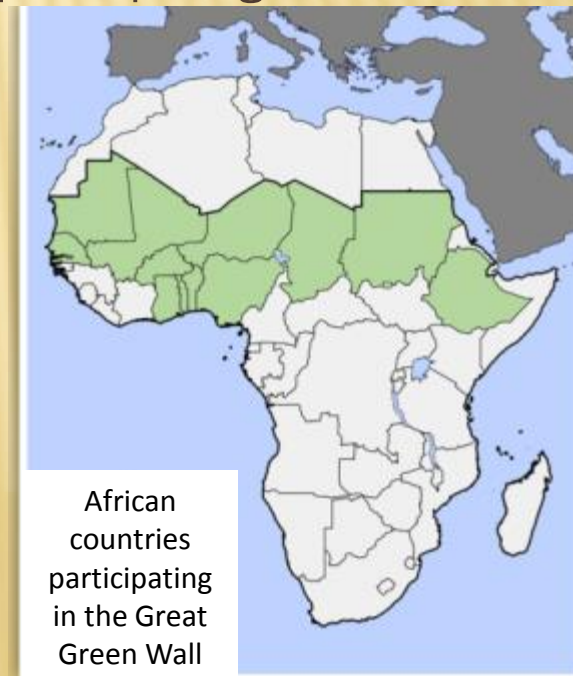 African
countries
participating
in the Great
Green Wall